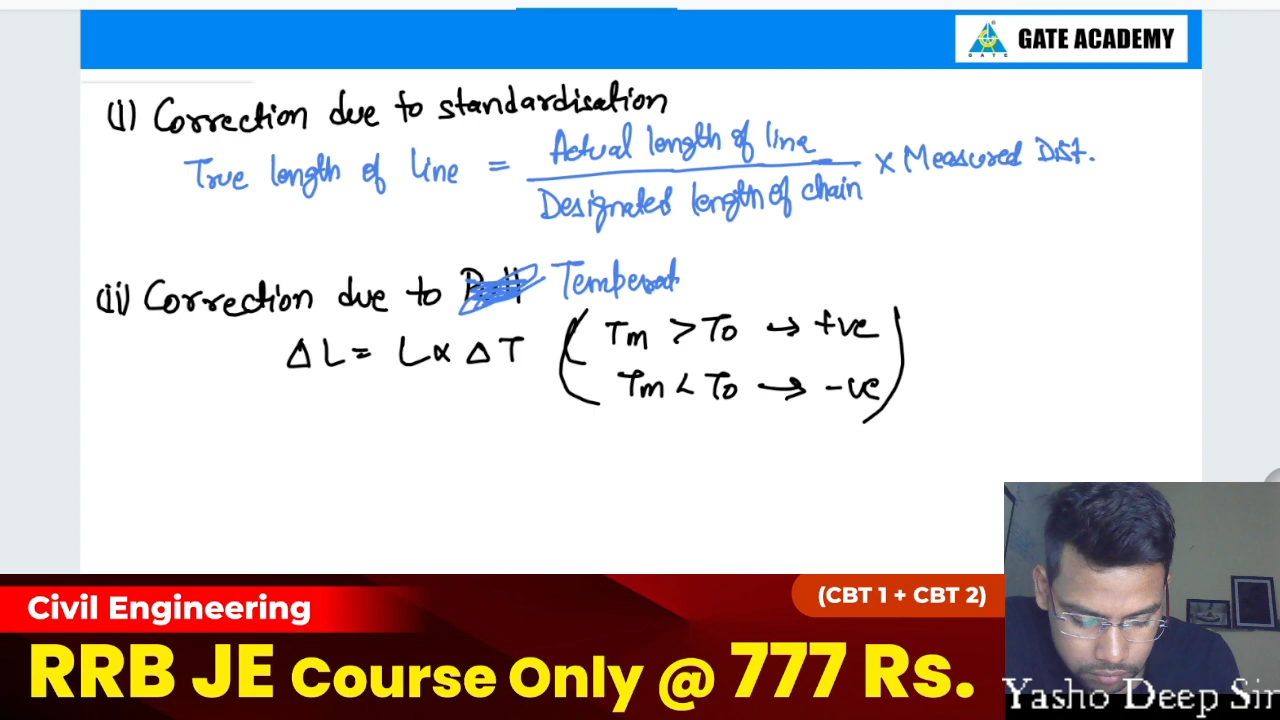 GATE ACADEMY
GATE
(i) Correction due to standardisation
True length of line = Actual length of line / Designated length of chain × Measured Dist.
(ii) Correction due to Temperat
ΔL = L∝ ΔT ( Tm > To → +ve
Tm < To → -ve )
Civil Engineering
(CBT 1 + CBT 2)
RRB JE Course Only @ 777 Rs.
Yasho Deep Sir